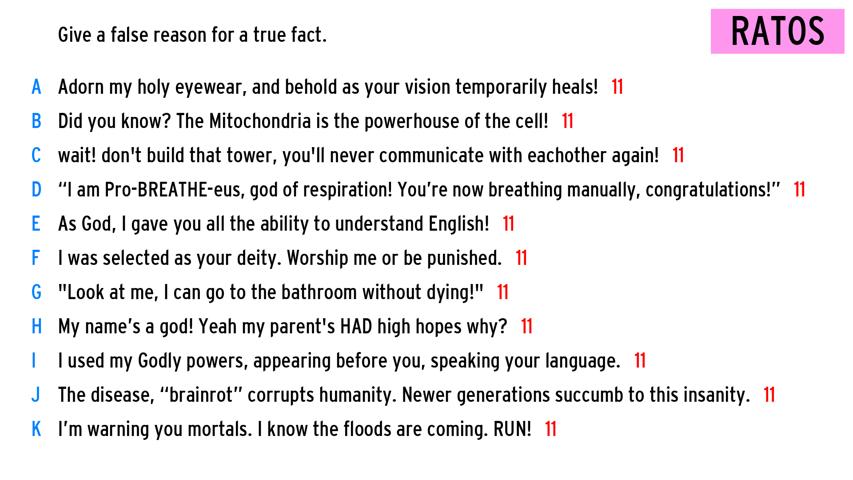 Give a false reason for a true fact.
RATOS
A Adorn my holy eyewear, and behold as your vision temporarily heals! 11
B Did you know? The Mitochondria is the powerhouse of the cell! 11
C wait! don't build that tower, you'll never communicate with eachother again! 11
D “I am Pro-BREATHE-eus, god of respiration! You’re now breathing manually, congratulations!” 11
E As God, I gave you all the ability to understand English! 11
F I was selected as your deity. Worship me or be punished. 11
G "Look at me, I can go to the bathroom without dying!" 11
H My name’s a god! Yeah my parent's HAD high hopes why? 11
I I used my Godly powers, appearing before you, speaking your language. 11
J The disease, “brainrot” corrupts humanity. Newer generations succumb to this insanity. 11
K I’m warning you mortals. I know the floods are coming. RUN! 11